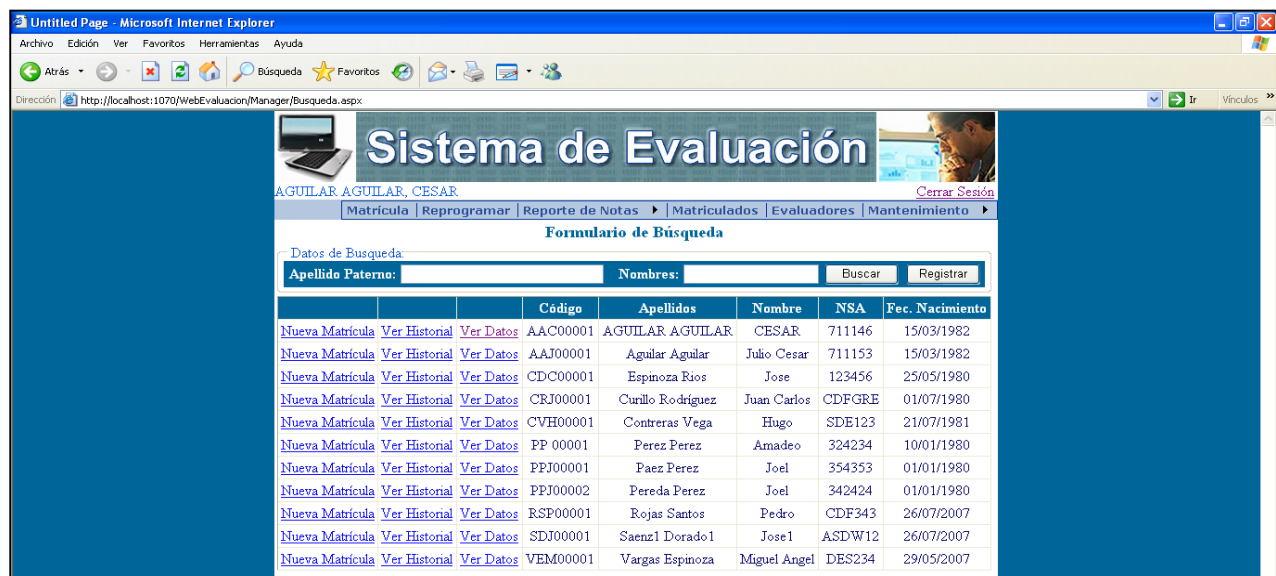 Untitled Page - Microsoft Internet Explorer
Archivo Edición Ver Favoritos Herramientas Ayuda
Atrás Búsqueda Favoritos
Dirección http://localhost:1070/WebEvaluacion/Manager/Busqueda.aspx Ir Vínculos »
Sistema de Evaluación
AGUILAR AGUILAR, CESAR Cerrar Sesión
Matrícula | Reprogramar | Reporte de Notas | Matriculados | Evaluadores | Mantenimiento
Formulario de Búsqueda
Datos de Busqueda:
Apellido Paterno: Nombres: Buscar Registrar
Código Apellidos Nombre NSA Fec. Nacimiento
Nueva Matrícula Ver Historial Ver Datos AAC00001 AGUILAR AGUILAR CESAR 711146 15/03/1982
Nueva Matrícula Ver Historial Ver Datos AAJ00001 Aguilar Aguilar Julio Cesar 711153 15/03/1982
Nueva Matrícula Ver Historial Ver Datos CDC00001 Espinoza Rios Jose 123456 25/05/1980
Nueva Matrícula Ver Historial Ver Datos CRJ00001 Curillo Rodríguez Juan Carlos CDFGRE 01/07/1980
Nueva Matrícula Ver Historial Ver Datos CVH00001 Contreras Vega Hugo SDE123 21/07/1981
Nueva Matrícula Ver Historial Ver Datos PP 00001 Perez Perez Amadeo 324234 10/01/1980
Nueva Matrícula Ver Historial Ver Datos PPJ00001 Paez Perez Joel 354353 01/01/1980
Nueva Matrícula Ver Historial Ver Datos PPJ00002 Pereda Perez Joel 342424 01/01/1980
Nueva Matrícula Ver Historial Ver Datos RSP00001 Rojas Santos Pedro CDF343 26/07/2007
Nueva Matrícula Ver Historial Ver Datos SDJ00001 Saenz1 Dorado1 Jose1 ASDW12 26/07/2007
Nueva Matrícula Ver Historial Ver Datos VEM00001 Vargas Espinoza Miguel Angel DES234 29/05/2007